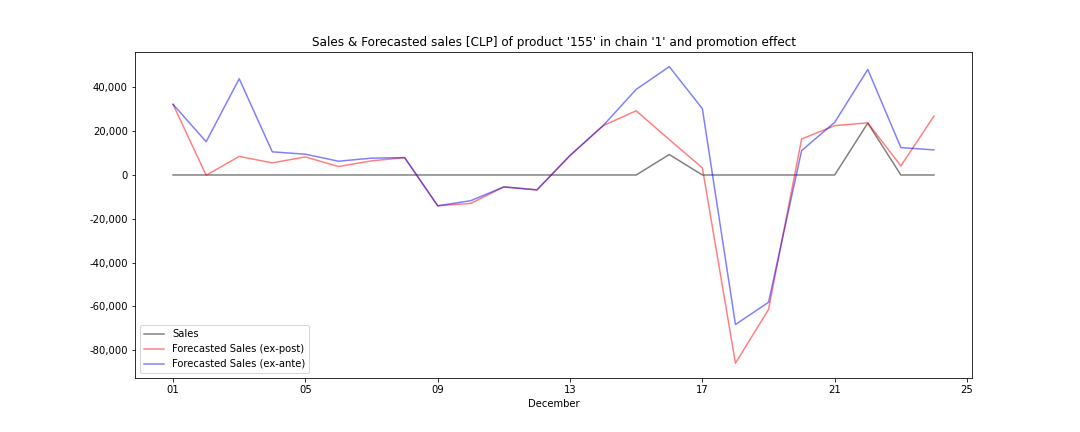 Sales & Forecasted sales [CLP] of product '155' in chain '1' and promotion effect
40,000
20,000
0
-20,000
-40,000
-60,000
-80,000
Sales
Forecasted Sales (ex-post)
Forecasted Sales (ex-ante)
01 05 09 13 17 21 25
December